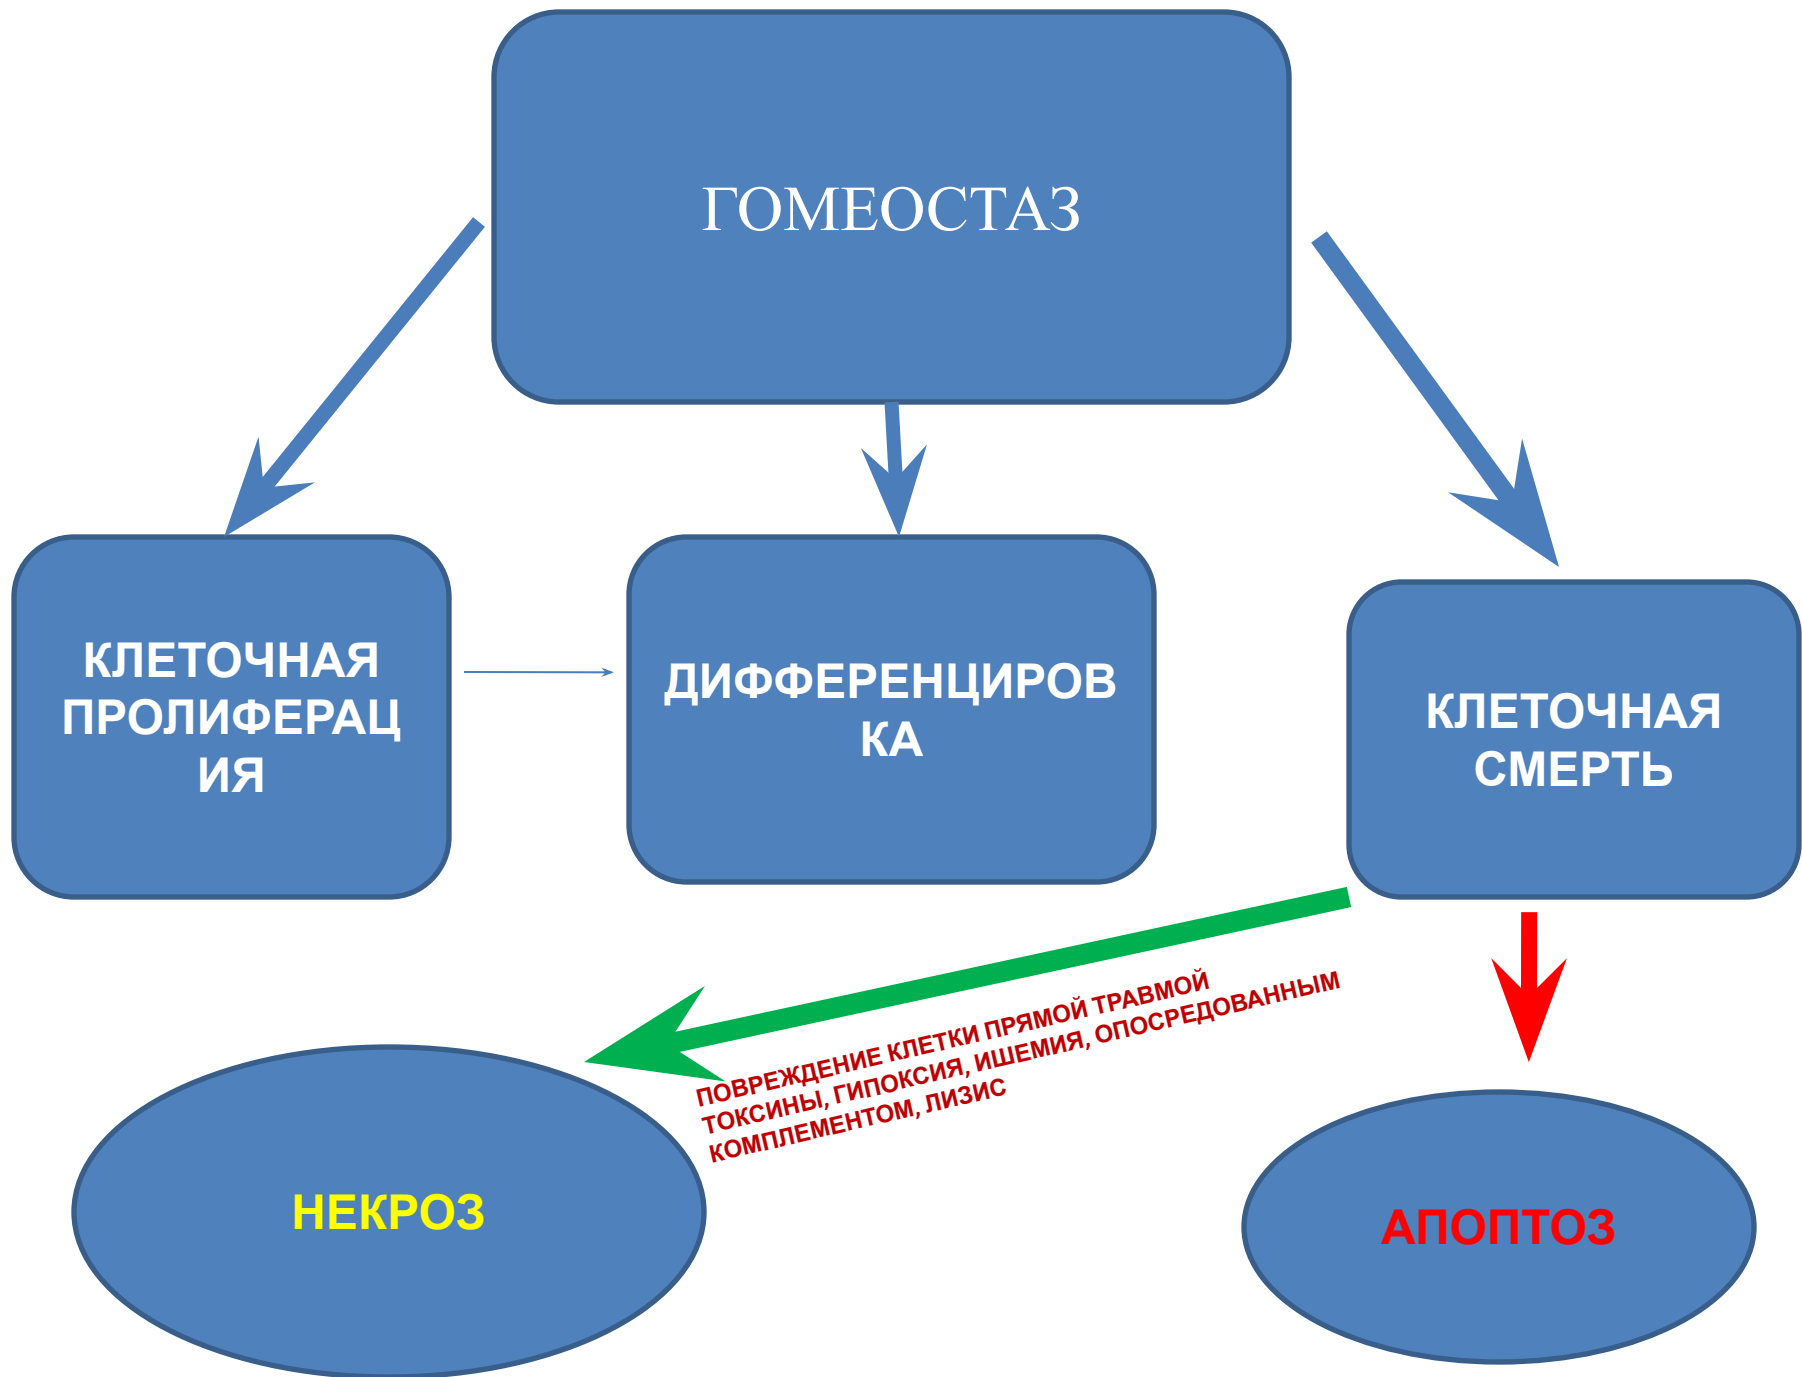 ГОМЕОСТАЗ
КЛЕТОЧНАЯ
ПРОЛИФЕРАЦ
ИЯ
ДИФФЕРЕНЦИРОВ
КА
КЛЕТОЧНАЯ
СМЕРТЬ
ПОВРЕЖДЕНИЕ КЛЕТКИ ПРЯМОЙ ТРАВМОЙ
ТОКСИНЫ, ГИПОКСИЯ, ИШЕМИЯ, ОПОСРЕДОВАННЫМ
КОМПЛЕМЕНТОМ, ЛИЗИС
НЕКРОЗ
АПОПТОЗ